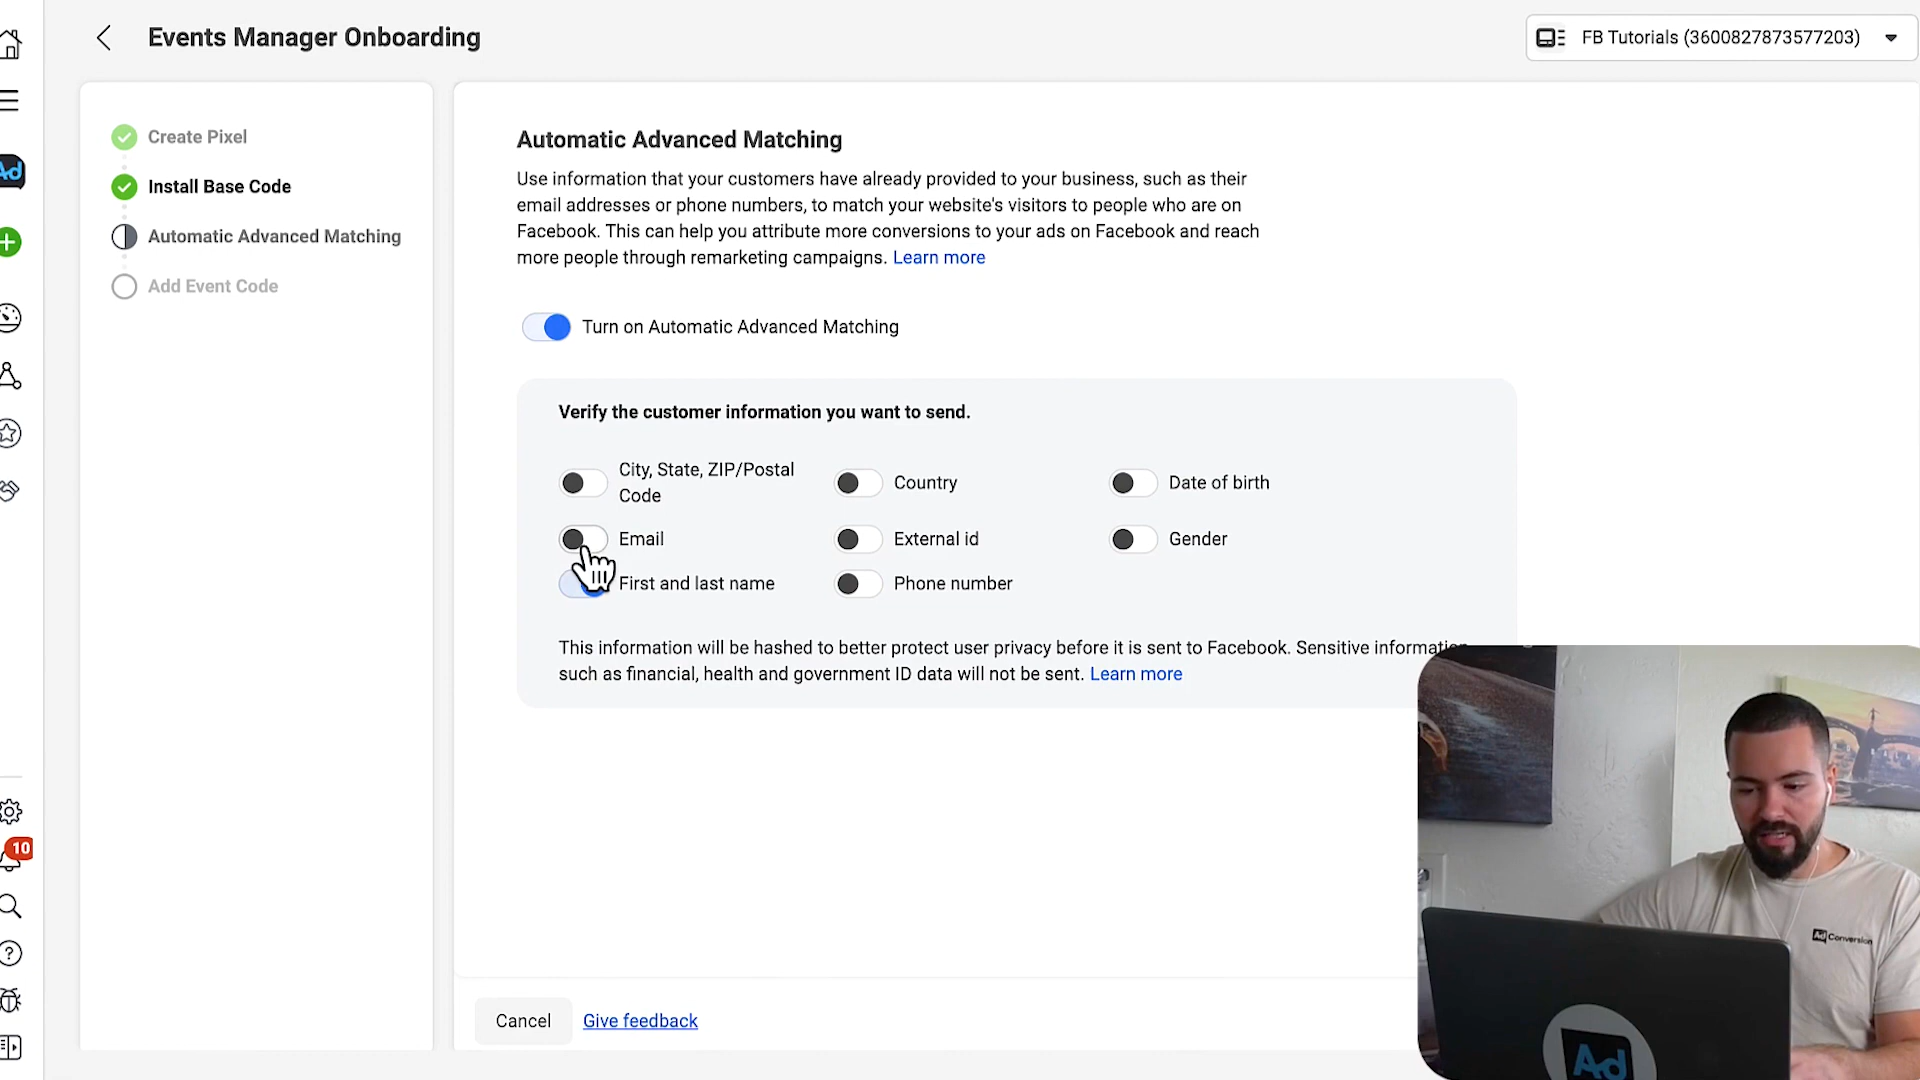 Events Manager Onboarding
FB Tutorials (3600827873577203)
Ad
Create Pixel
Install Base Code
Automatic Advanced Matching
Add Event Code
Automatic Advanced Matching
Use information that your customers have already provided to your business, such as their
email addresses or phone numbers, to match your website's visitors to people who are on
Facebook. This can help you attribute more conversions to your ads on Facebook and reach
more people through remarketing campaigns. Learn more
Turn on Automatic Advanced Matching
Verify the customer information you want to send.
City, State, ZIP/Postal
Code
Country
Date of birth
Email
External id
Gender
First and last name
Phone number
This information will be hashed to better protect user privacy before it is sent to Facebook. Sensitive information
such as financial, health and government ID data will not be sent. Learn more
10
Cancel
Give feedback
Ad Conversion
Ad